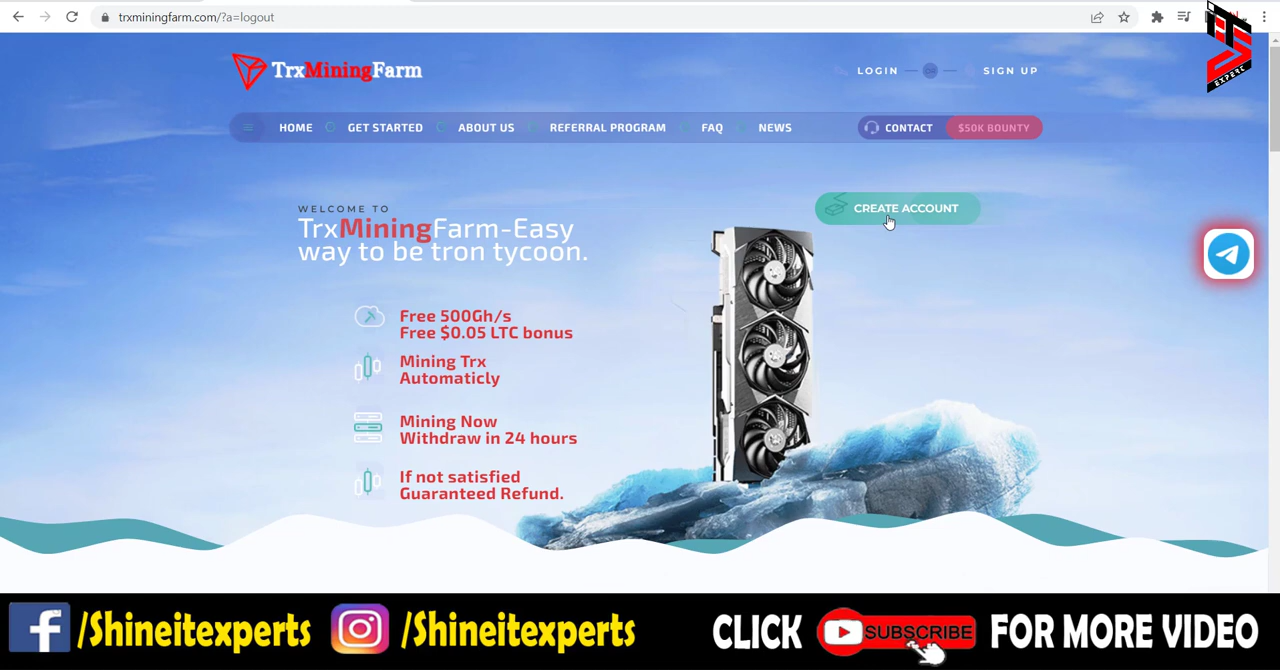 trxminingfarm.com/?a=logout
TrxMiningFarm
LOGIN
SIGN UP
HOME
GET STARTED
ABOUT US
REFERRAL PROGRAM
FAQ
NEWS
CONTACT
$50K BOUNTY
ITS
EXPERT
WELCOME TO
TrxMiningFarm-Easy
way to be tron tycoon.
CREATE ACCOUNT
Free 500Gh/s
Free $0.05 LTC bonus
Mining Trx
Automaticly
Mining Now
Withdraw in 24 hours
If not satisfied
Guaranteed Refund.
f /Shineitexperts
/Shineitexperts
CLICK
SUBSCRIBE
FOR MORE VIDEO